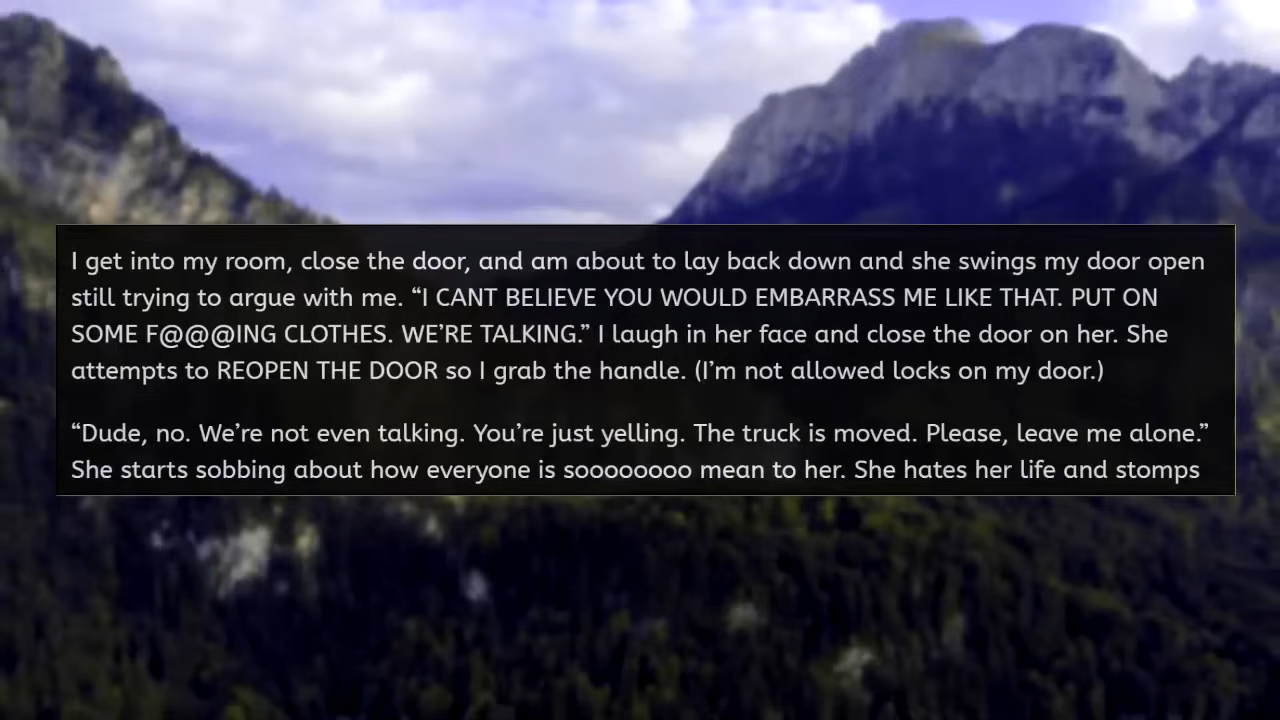 I get into my room, close the door, and am about to lay back down and she swings my door open
still trying to argue with me. “I CANT BELIEVE YOU WOULD EMBARRASS ME LIKE THAT. PUT ON
SOME F@@@ING CLOTHES. WE’RE TALKING.” I laugh in her face and close the door on her. She
attempts to REOPEN THE DOOR so I grab the handle. (I’m not allowed locks on my door.)
“Dude, no. We’re not even talking. You’re just yelling. The truck is moved. Please, leave me alone.”
She starts sobbing about how everyone is soooooooo mean to her. She hates her life and stomps